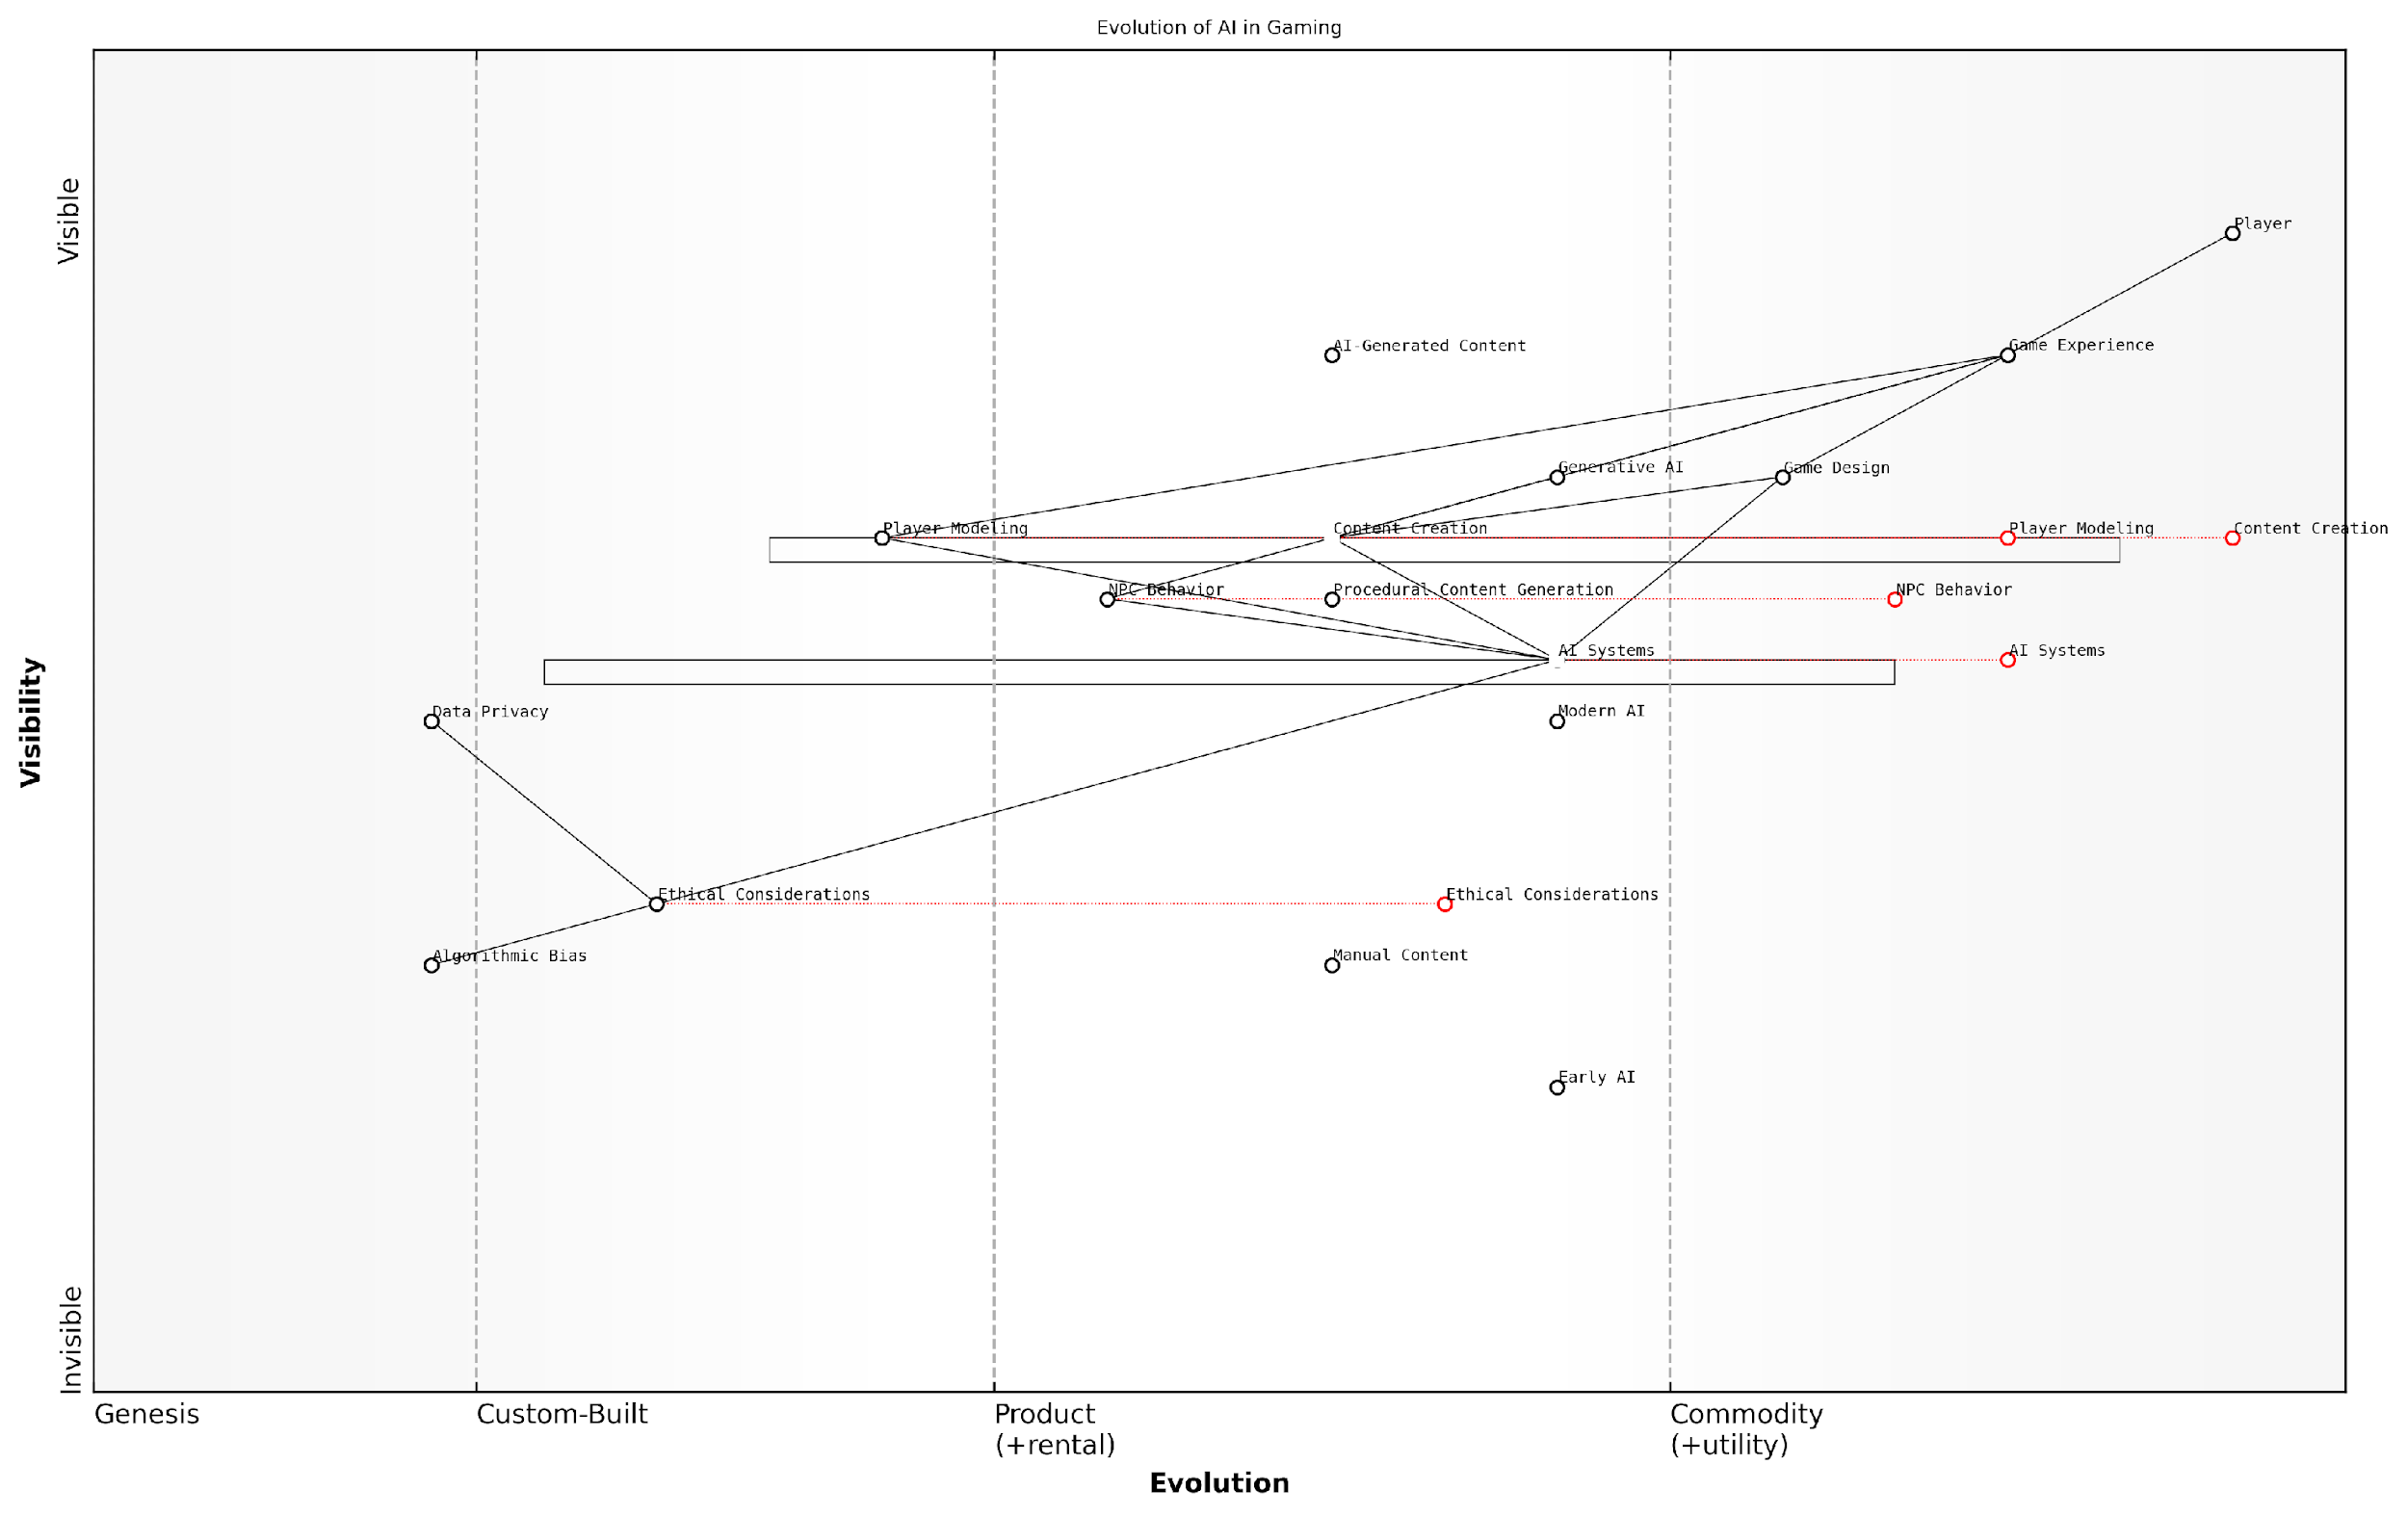 Evolution of AI in Gaming
Visible
Player
AI-Generated Content
Game Experience
Generative AI
Game Design
Player Modeling
Content Creation
Player Modeling
Content Creation
NPC Behavior
Procedural Content Generation
NPC Behavior
AI Systems
AI Systems
Visibility
Data Privacy
Modern AI
Ethical Considerations
Ethical Considerations
Algorithmic Bias
Manual Content
Early AI
Invisible
Genesis
Custom-Built
Product
(+rental)
Commodity
(+utility)
Evolution